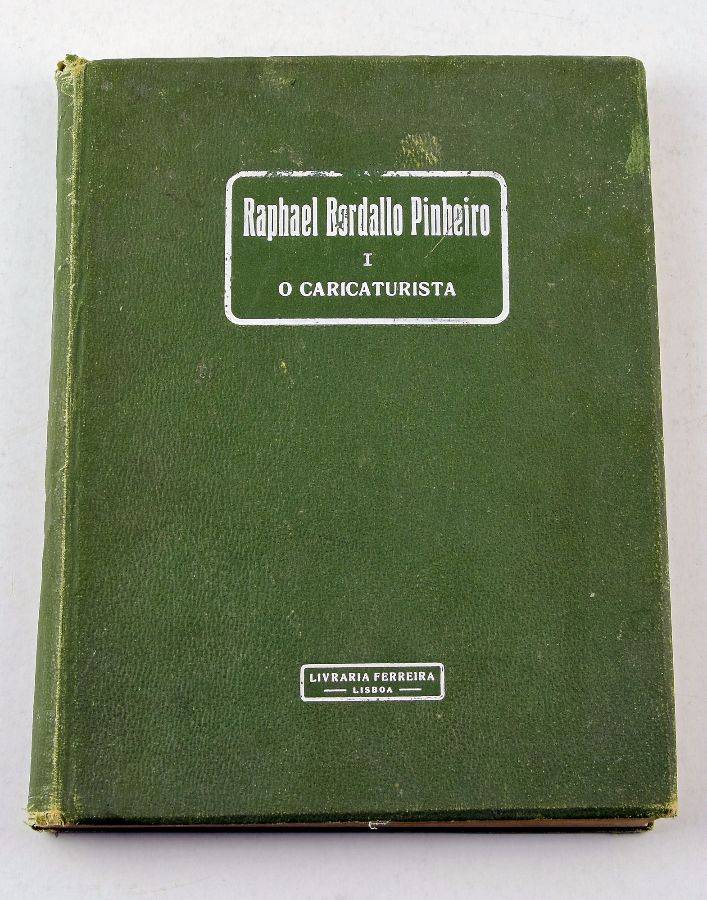 Raphael Bordallo Pinheiro
I
O CARICATURISTA
LIVRARIA FERREIRA
LISBOA